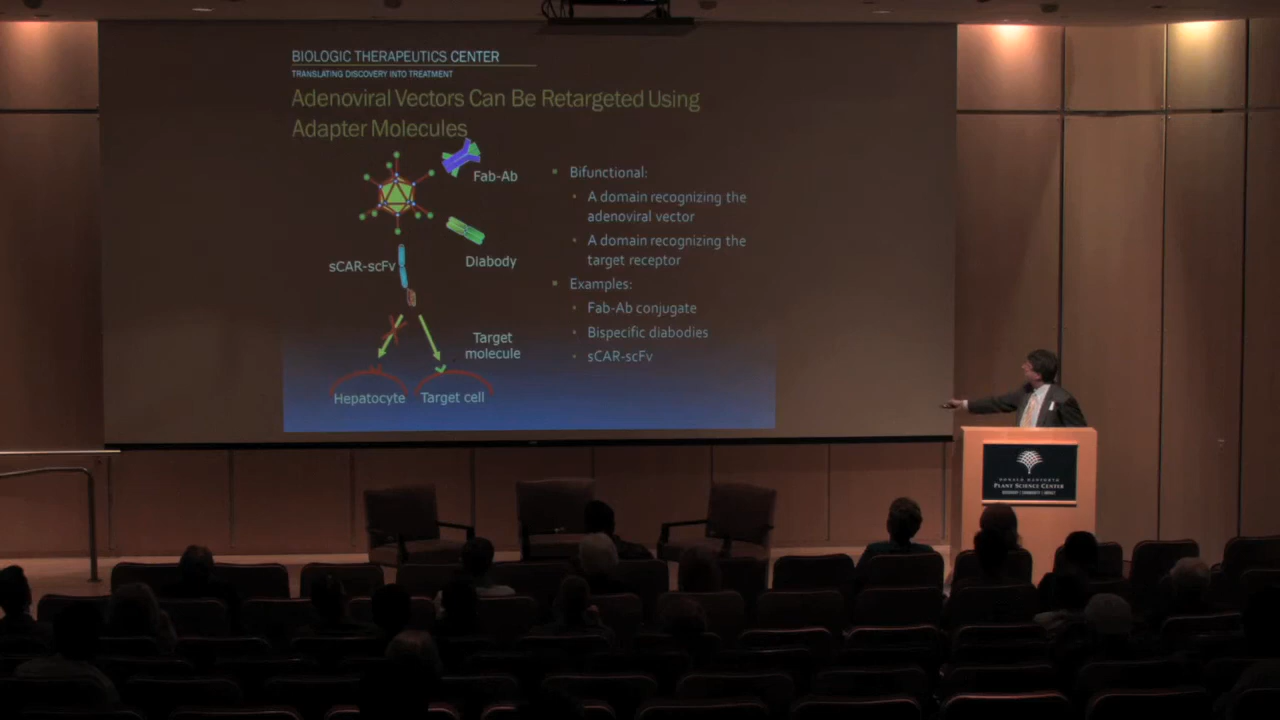 BIOLOGIC THERAPEUTICS CENTER
TRANSLATING DISCOVERY INTO TREATMENT
Adenoviral Vectors Can Be Retargeted Using
Adapter Molecules
Fab-Ab
Diabody
sCAR-scFv
Target
molecule
Hepatocyte
Target cell
Bifunctional:
A domain recognizing the
adenoviral vector
A domain recognizing the
target receptor
Examples:
Fab-Ab conjugate
Bispecific diabodies
sCAR-scFv
DONALD DANFORTH
PLANT SCIENCE CENTER